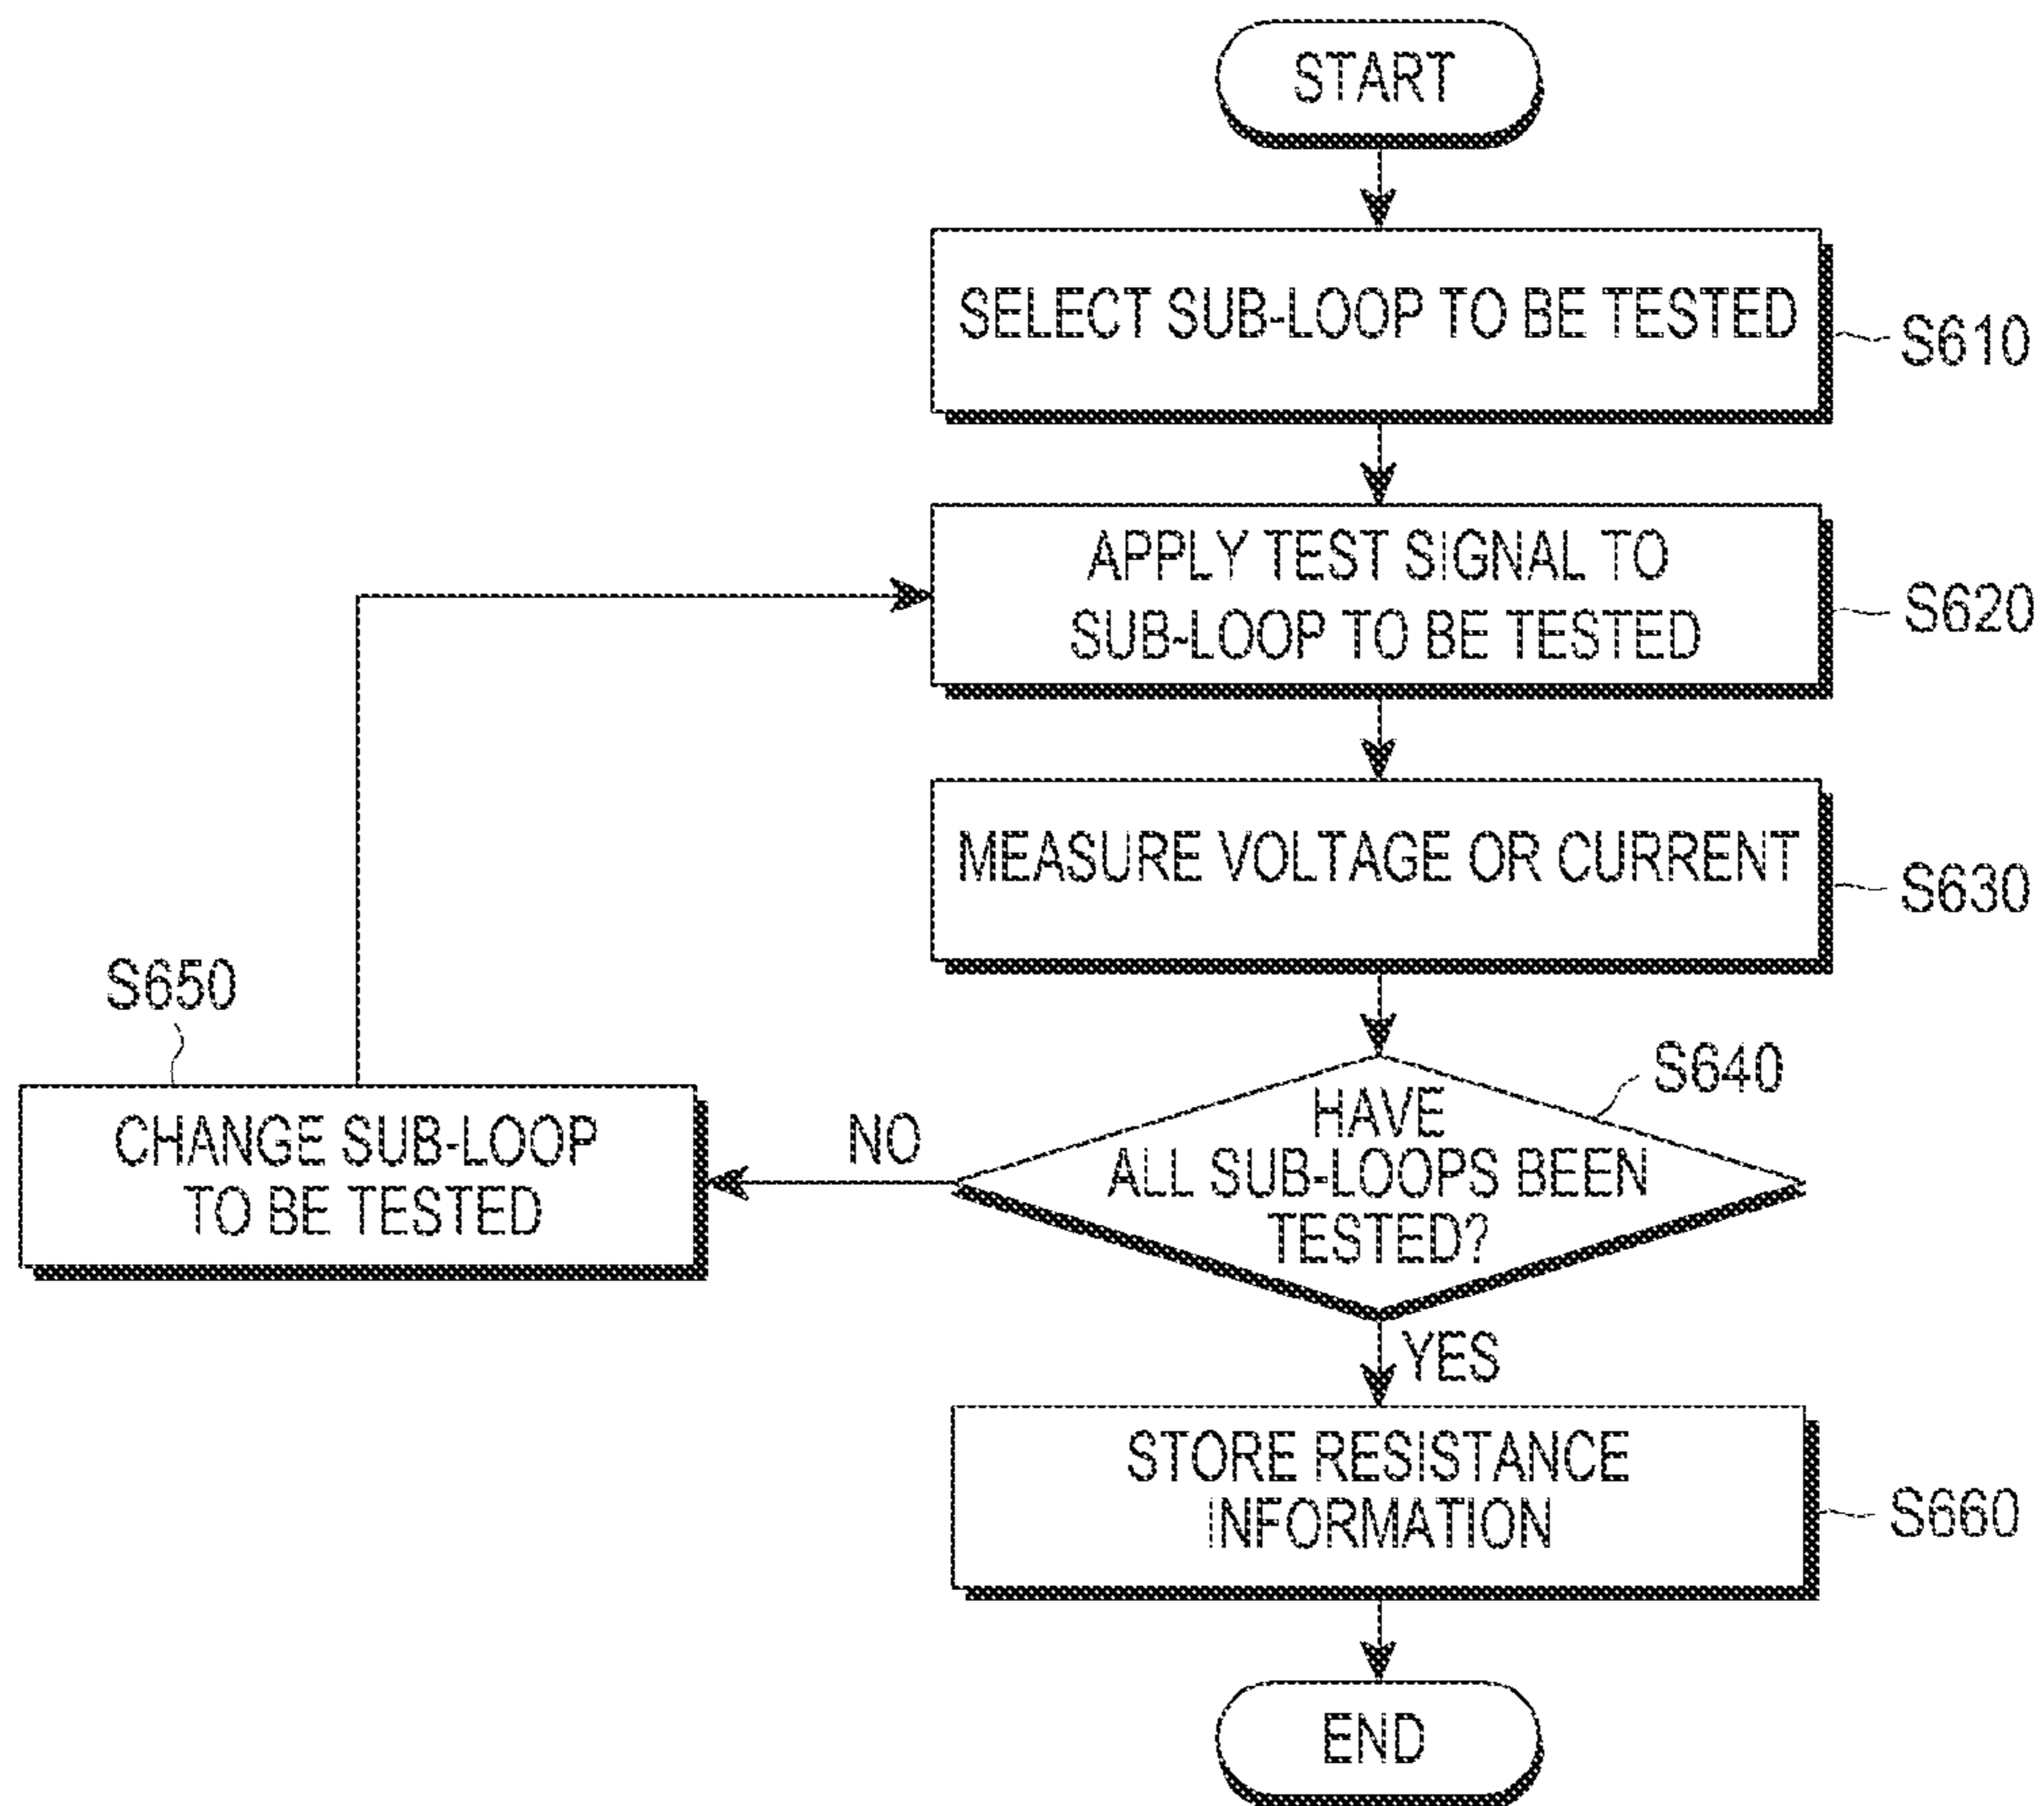 START
SELECT SUB-LOOP TO BE TESTED
S610
APPLY TEST SIGNAL TO
SUB-LOOP TO BE TESTED
S620
MEASURE VOLTAGE OR CURRENT
S630
HAVE
ALL SUB-LOOPS BEEN
TESTED?
S640
NO
S650
CHANGE SUB-LOOP
TO BE TESTED
YES
STORE RESISTANCE
INFORMATION
S660
END